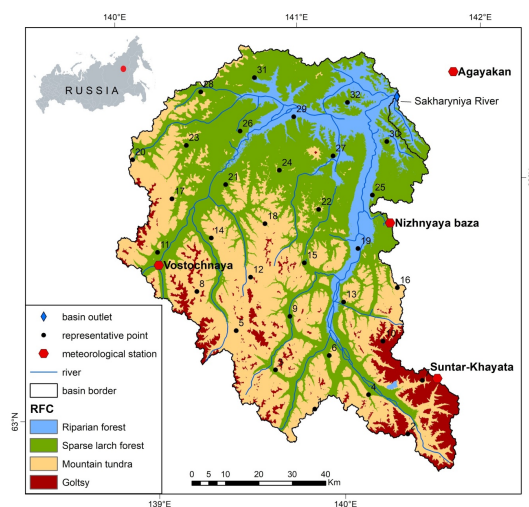 140°E
141°E
142°E
Agayakan
RUSSIA
Sakharyniya River
31
28
32
29
26
30
23
27
20
24
21
25
17
22
18
Nizhnyaya baza
14
19
11
15
Vostochnaya
12
16
8
13
9
5
6
Suntar-Khayata
4
basin outlet
representative point
meteorological station
river
basin border
RFC
Riparian forest
Sparse larch forest
Mountain tundra
Goltsy
63°N
0 5 10 20 30 40
Km
139°E
140°E